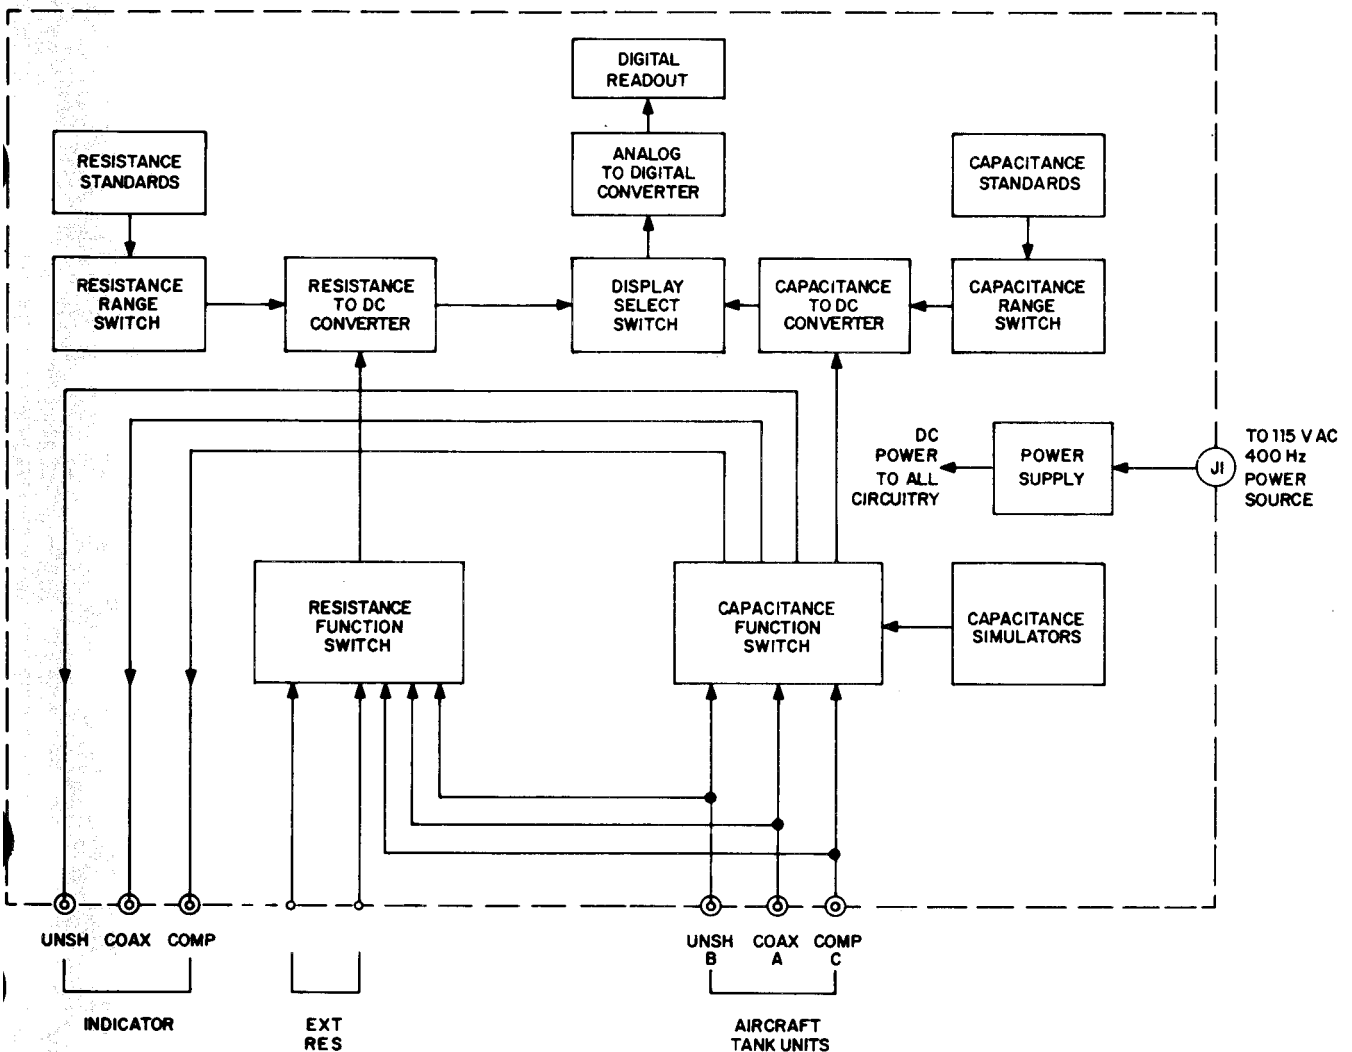 DIGITAL
READOUT
RESISTANCE
STANDARDS
ANALOG
TO DIGITAL
CONVERTER
CAPACITANCE
STANDARDS
RESISTANCE
RANGE
SWITCH
RESISTANCE
TO DC
CONVERTER
DISPLAY
SELECT
SWITCH
CAPACITANCE
TO DC
CONVERTER
CAPACITANCE
RANGE
SWITCH
DC
POWER
TO ALL
CIRCUITRY
POWER
SUPPLY
J1
TO 115 V AC
400 Hz
POWER
SOURCE
RESISTANCE
FUNCTION
SWITCH
CAPACITANCE
FUNCTION
SWITCH
CAPACITANCE
SIMULATORS
UNSH COAX COMP
INDICATOR
EXT
RES
UNSH COAX COMP
B A C
AIRCRAFT
TANK UNITS